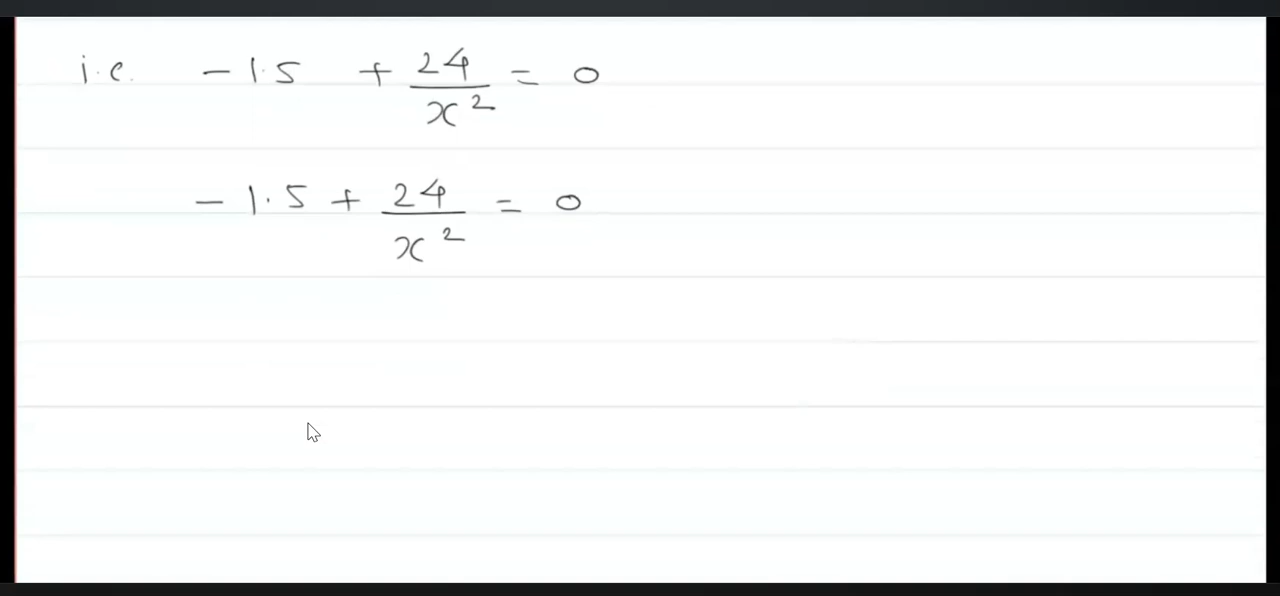 i.e. - 1.5 + 24/x² = 0
- 1.5 + 24/x² = 0